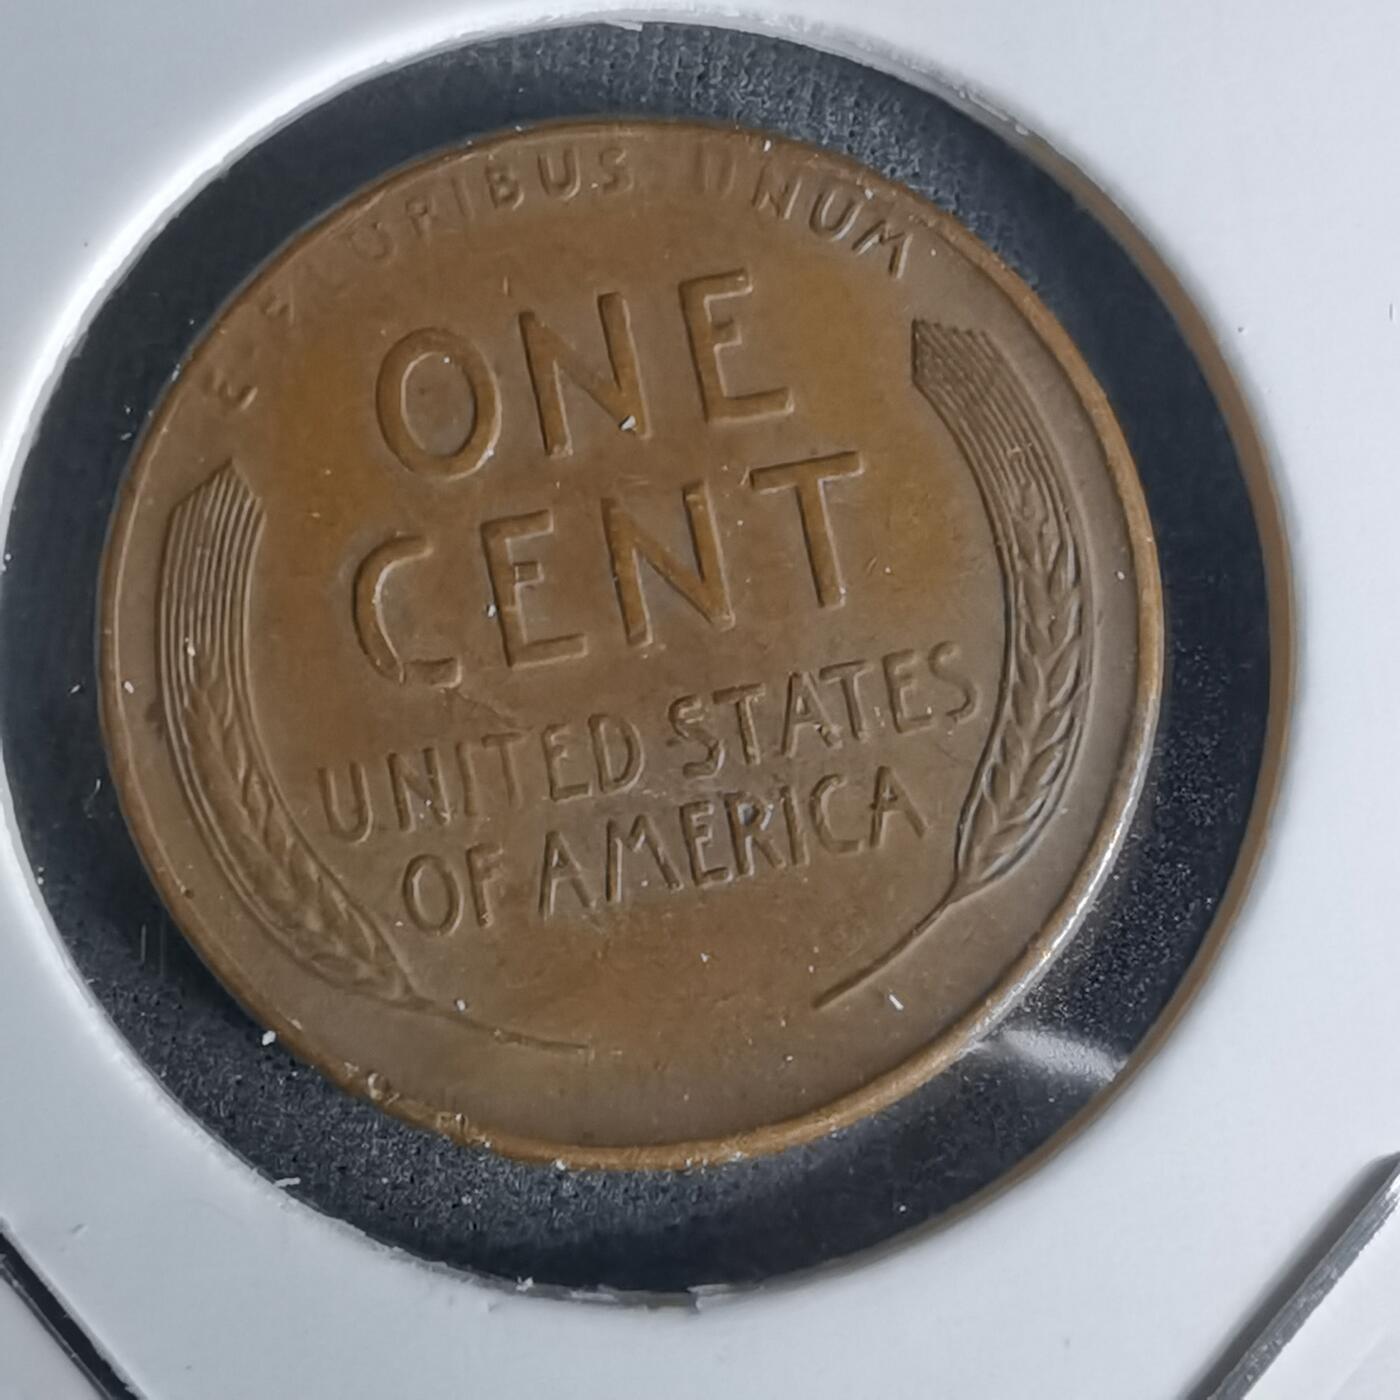 E PLURIBUS UNUM
ONE
CENT
UNITED STATES
OF AMERICA